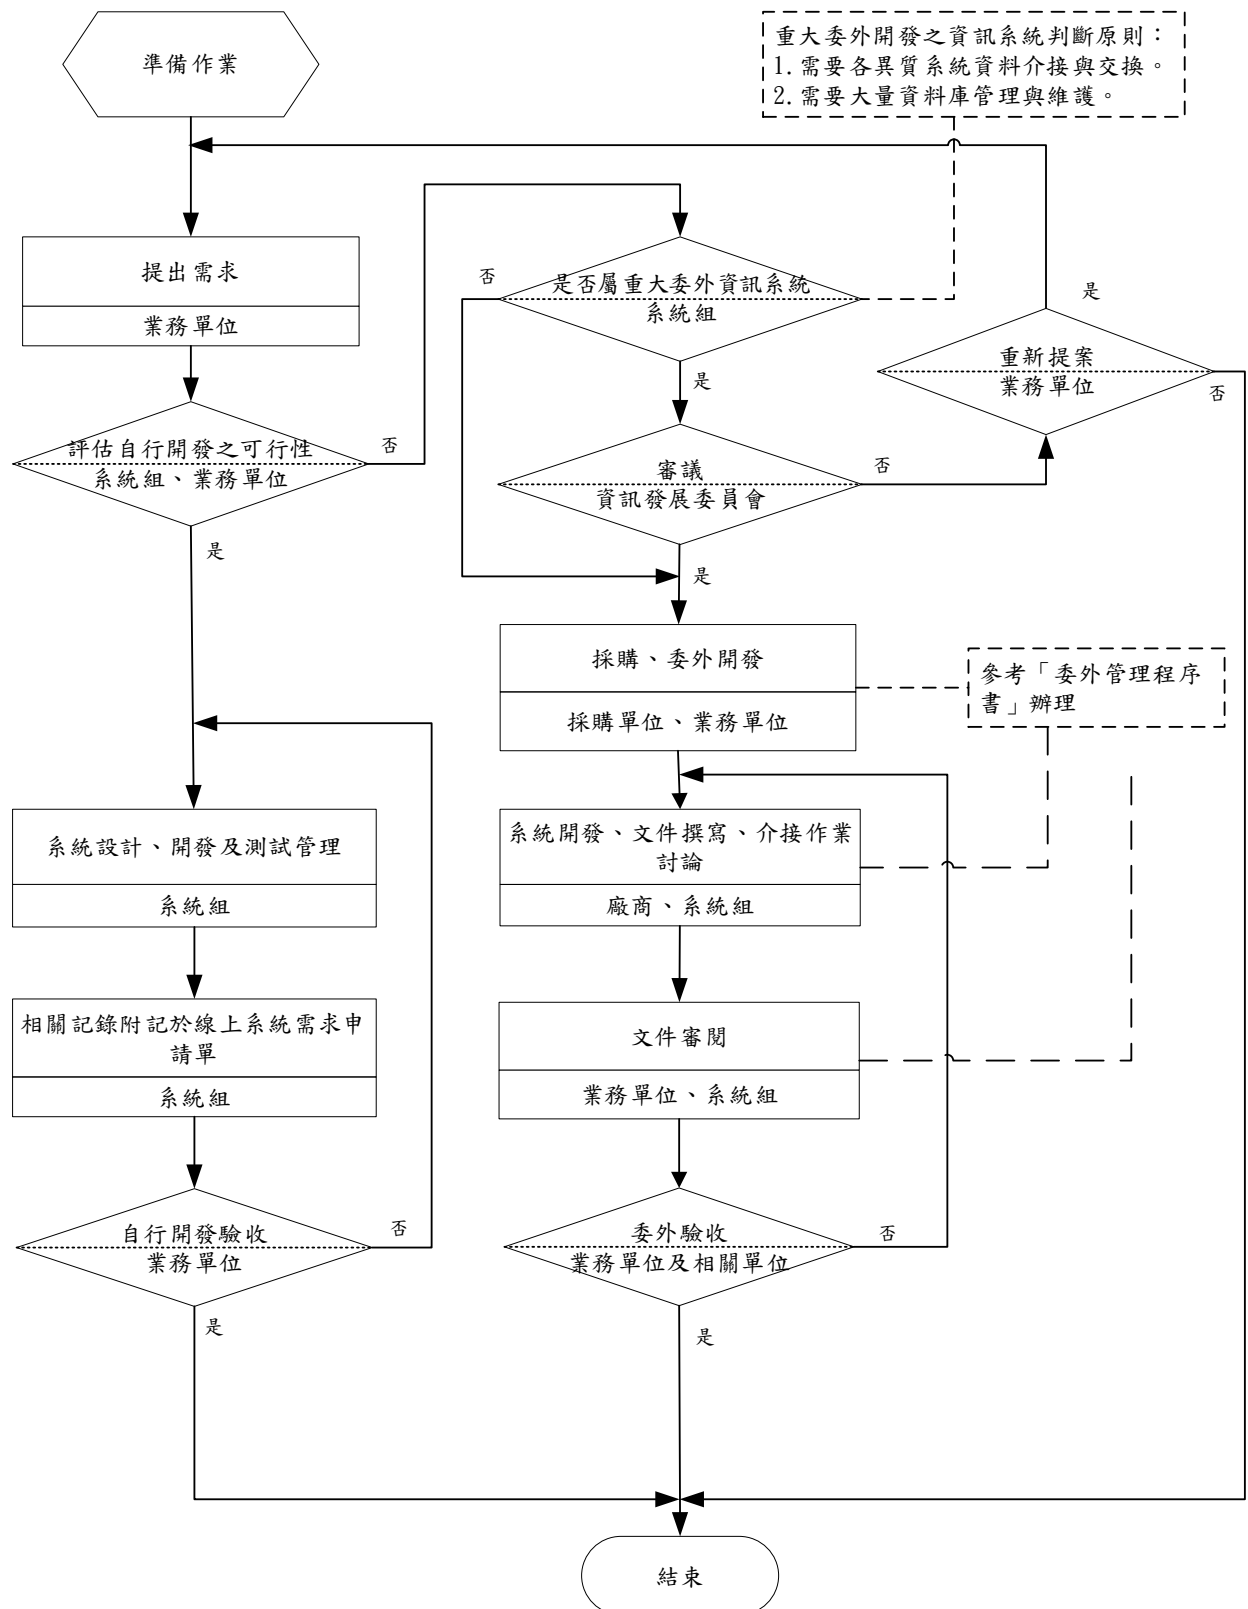 準備作業
重大委外開發之資訊系統判斷原則：
1.需要各異質系統資料介接與交換。
2.需要大量資料庫管理與維護。
提出需求
業務單位
否
是否屬重大委外資訊系統
系統組
是
重新提案
業務單位
否
是
評估自行開發之可行性
系統組、業務單位
否
是
審議
資訊發展委員會
否
是
採購、委外開發
採購單位、業務單位
參考「委外管理程序
書」辦理
系統設計、開發及測試管理
系統組
系統開發、文件撰寫、介接作業
討論
廠商、系統組
相關記錄附記於線上系統需求申
請單
系統組
文件審閱
業務單位、系統組
自行開發驗收
業務單位
否
是
委外驗收
業務單位及相關單位
否
是
結束